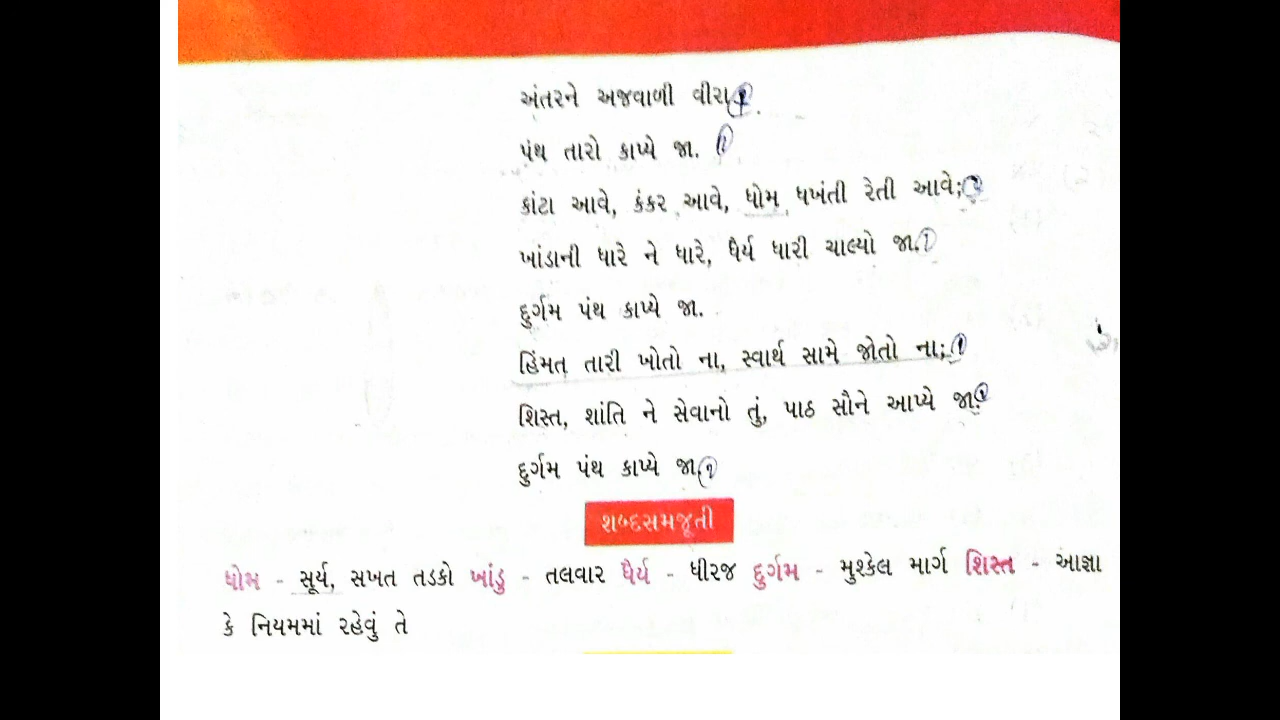 અંતરને અજવાળી વીરા
પંથ તારો કાપ્યે જા.
કાંટા આવે, કંકર આવે, ધોમ ધખંતી રેતી આવે;
ખાંડાની ધારે ને ધારે, ધૈર્ય ધારી ચાલ્યો જા.
દુર્ગમ પંથ કાપ્યે જા.
હિંમત તારી ખોતો ના, સ્વાર્થ સામે જોતો ના;
શિસ્ત, શાંતિ ને સેવાનો તું, પાઠ સૌને આપ્યે જા.
દુર્ગમ પંથ કાપ્યે જા.
શબ્દસમજૂતી
ધોમ - સૂર્ય, સખત તડકો ખાંડુ - તલવાર ધૈર્ય - ધીરજ દુર્ગમ - મુશ્કેલ માર્ગ શિસ્ત - આજ્ઞા
કે નિયમમાં રહેવું તે